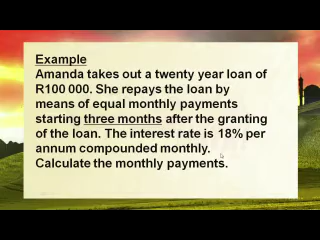 Example
Amanda takes out a twenty year loan of
R100 000. She repays the loan by
means of equal monthly payments
starting three months after the granting
of the loan. The interest rate is 18% per
annum compounded monthly.
Calculate the monthly payments.